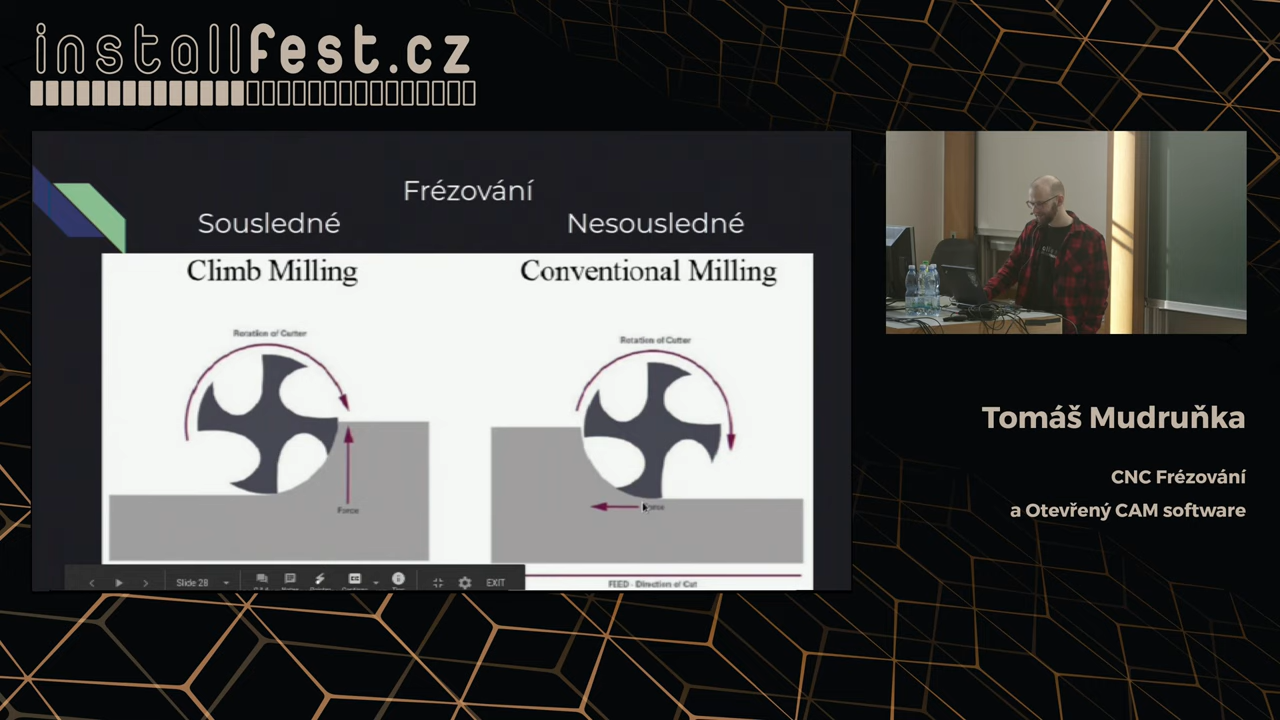 installfest.cz
Frézování
Sousledné
Nesousledné
Climb Milling
Conventional Milling
Rotation of Cutter
Rotation of Cutter
Force
Force
Slide 28
EXIT
FEED - Direction of Cut
Tomáš Mudruňka
CNC Frézování
a Otevřený CAM software